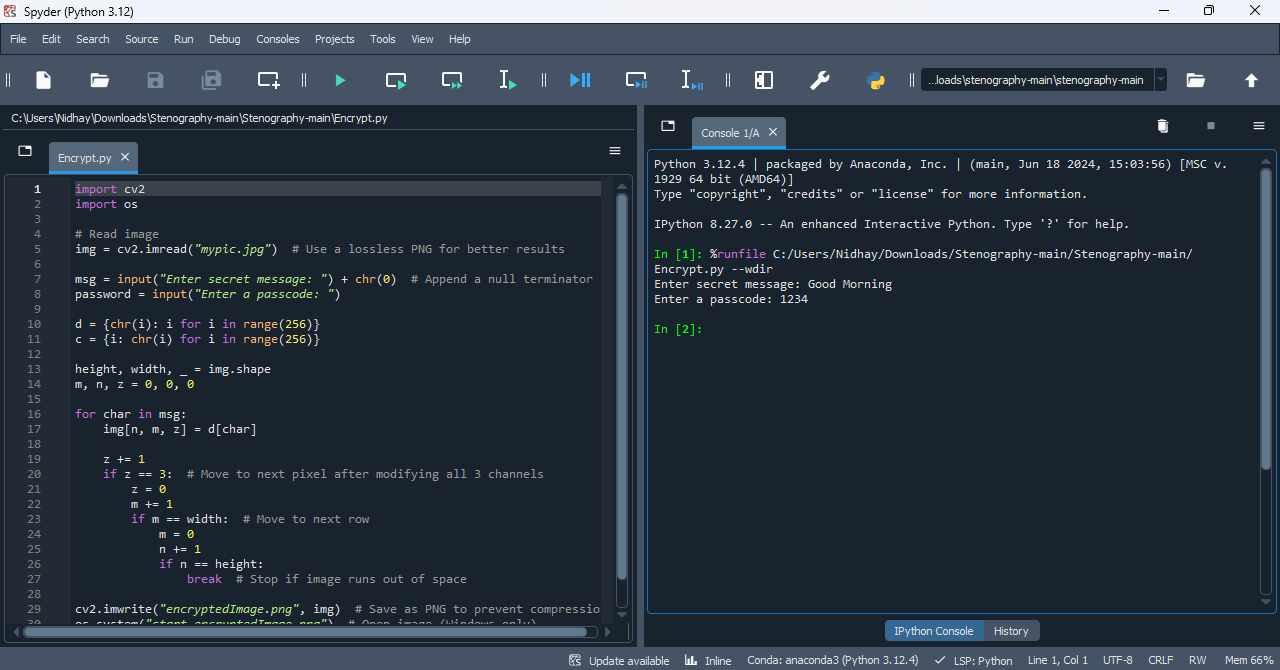 Spyder (Python 3.12)
File Edit Search Source Run Debug Consoles Projects Tools View Help
...loads\stenography-main\stenography-main
C:\Users\Nidhay\Downloads\Stenography-main\Stenography-main\Encrypt.py
Encrypt.py
1 import cv2
2 import os
3
4 # Read image
5 img = cv2.imread("mypic.jpg")  # Use a lossless PNG for better results
6
7 msg = input("Enter secret message: ") + chr(0)  # Append a null terminator
8 password = input("Enter a passcode: ")
9
10 d = {chr(i): i for i in range(256)}
11 c = {i: chr(i) for i in range(256)}
12
13 height, width, _ = img.shape
14 m, n, z = 0, 0, 0
15
16 for char in msg:
17     img[n, m, z] = d[char]
18
19     z += 1
20     if z == 3:  # Move to next pixel after modifying all 3 channels
21         z = 0
22         m += 1
23         if m == width:  # Move to next row
24             m = 0
25             n += 1
26             if n == height:
27                 break  # Stop if image runs out of space
28
29 cv2.imwrite("encryptedImage.png", img)  # Save as PNG to prevent compressio
30 os.system("start encryptedImage.png")  # Open image (Windows only)
Console 1/A
Python 3.12.4 | packaged by Anaconda, Inc. | (main, Jun 18 2024, 15:03:56) [MSC v.
1929 64 bit (AMD64)]
Type "copyright", "credits" or "license" for more information.
IPython 8.27.0 -- An enhanced Interactive Python. Type '?' for help.
In [1]: %runfile C:/Users/Nidhay/Downloads/Stenography-main/Stenography-main/
Encrypt.py --wdir
Enter secret message: Good Morning
Enter a passcode: 1234
In [2]:
IPython Console History
Update available Inline Conda: anaconda3 (Python 3.12.4) LSP: Python Line 1, Col 1 UTF-8 CRLF RW Mem 66%